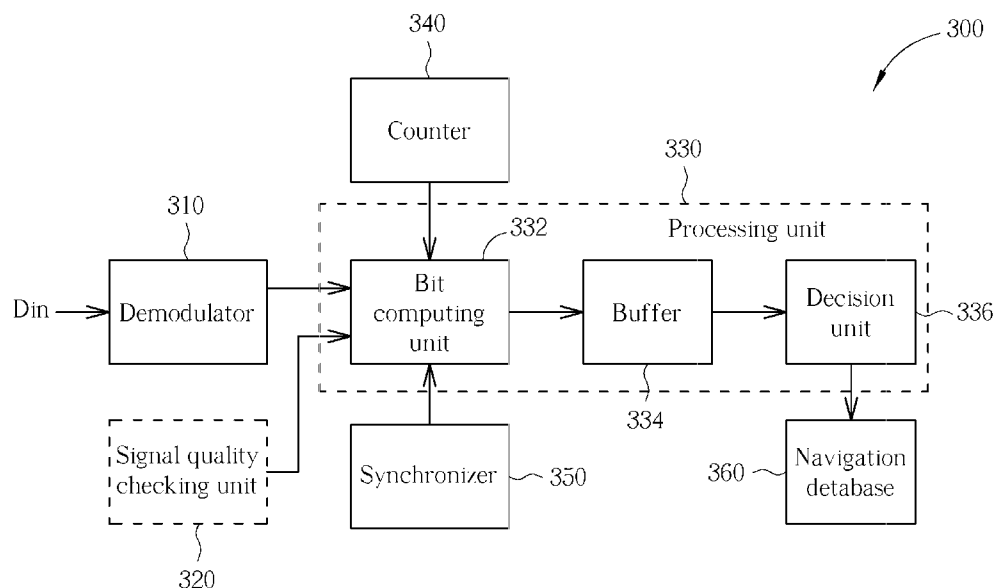 340
300
Counter
330
310
332
Processing unit
Din
Demodulator
Bit
computing
unit
Buffer
Decision
unit
336
334
Signal quality
checking unit
Synchronizer
350
360
Navigation
detabase
320